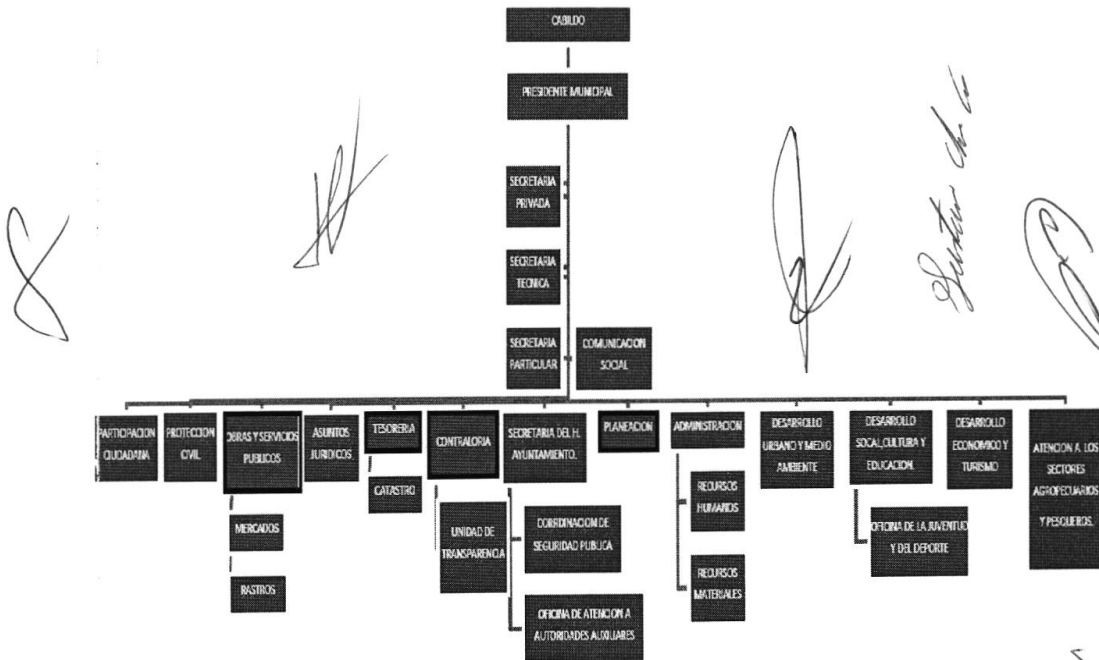 CABILDO
PRESIDENTE MUNICIPAL
SECRETARIA
PRIVADA
SECRETARIA
TECNICA
SECRETARIA
PARTICULAR
COMUNICACION
SOCIAL
PARTICIPACION
CIUDADANA
PROTECCION
CIVIL
OBRAS Y SERVICIOS
PUBLICOS
MERCADOS
RASTROS
ASUNTOS
JURIDICOS
TESORERIA
CATASTRO
CONTRALORIA
UNIDAD DE
TRANSPARENCIA
SECRETARIA DEL H.
AYUNTAMIENTO.
COORDINACION DE
SEGURIDAD PUBLICA
OFICINA DE ATENCION A
AUTORIDADES AUXILIARES
PLANEACION
ADMINISTRACION
RECURSOS
HUMANOS
RECURSOS
MATERIALES
DESARROLLO
URBANO Y MEDIO
AMBIENTE
DESARROLLO
SOCIAL,CULTURA Y
EDUCACION.
OFICINA DE LA JUVENTUD
Y DEL DEPORTE
DESARROLLO
ECONOMICO Y
TURISMO
ATENCION A LOS
SECTORES
AGROPECUARIOS
Y PESQUEROS.